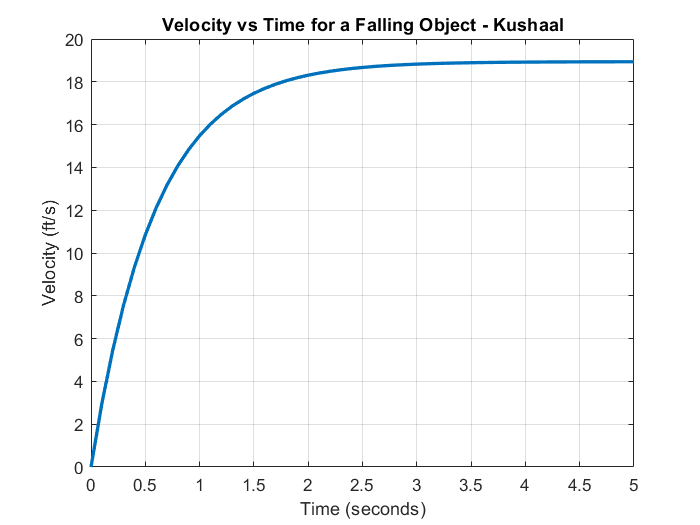 Velocity vs Time for a Falling Object - Kushaal
20
18
16
14
12
10
8
6
4
2
0
Velocity (ft/s)
0 0.5 1 1.5 2 2.5 3 3.5 4 4.5 5
Time (seconds)